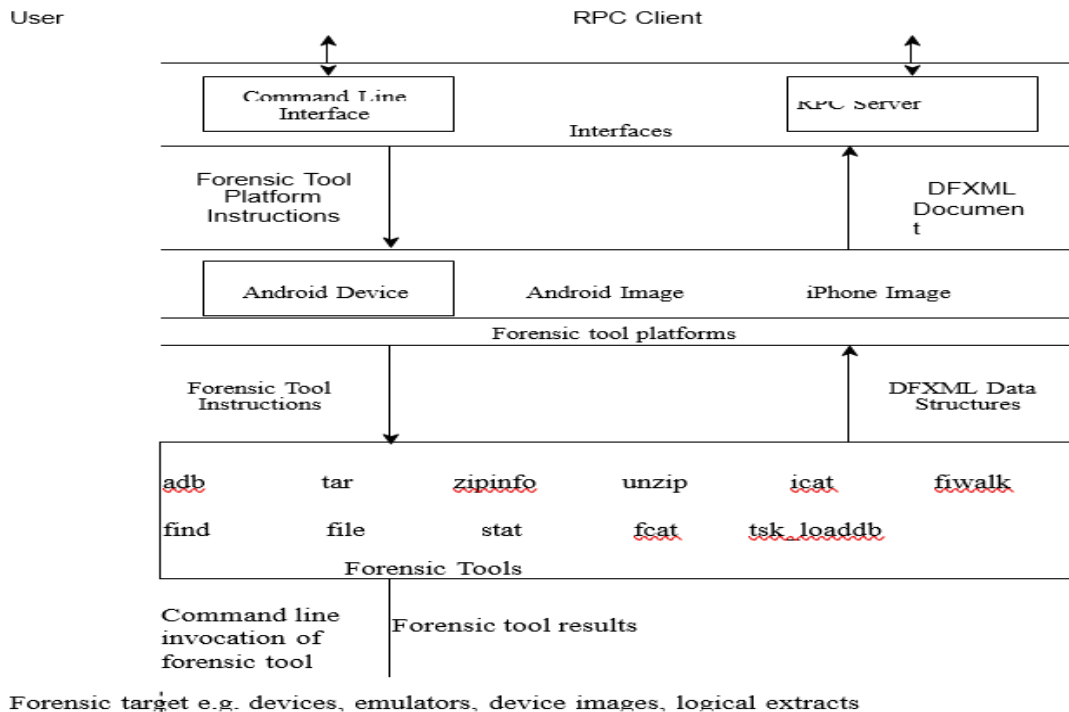 User RPC Client
Command Line
Interface
RPC Server
Interfaces
Forensic Tool
Platform
Instructions
DFXML
Documen
t
Android Device Android Image iPhone Image
Forensic tool platforms
Forensic Tool
Instructions
DFXML Data
Structures
adb tar zipinfo unzip icat fiwalk
find file stat fcat tsk_loaddb
Forensic Tools
Command line
invocation of
forensic tool
Forensic tool results
Forensic target e.g. devices, emulators, device images, logical extracts